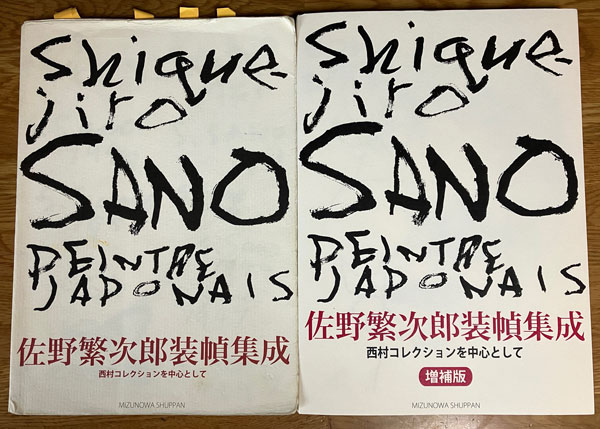 Shique-
jiro
SANO
PEINTRE
JAPONAIS
佐野繁次郎装幀集成
西村コレクションを中心として
MIZUNOWA SHUPPAN
Shique-
jiro
SANO
PEINTRE
JAPONAIS
佐野繁次郎装幀集成
西村コレクションを中心として
増補版
MIZUNOWA SHUPPAN